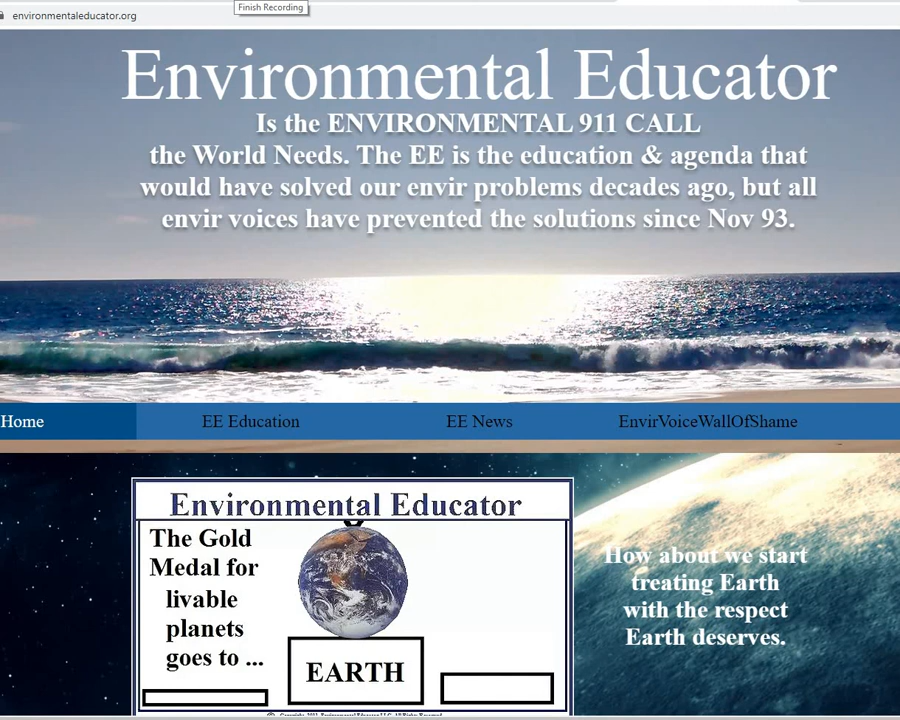 Finish Recording
environmentaleducator.org
Environmental Educator
Is the ENVIRONMENTAL 911 CALL
the World Needs. The EE is the education & agenda that
would have solved our envir problems decades ago, but all
envir voices have prevented the solutions since Nov 93.
Home
EE Education
EE News
EnvirVoiceWallOfShame
Environmental Educator
The Gold
Medal for
livable
planets
goes to ...
EARTH
How about we start
treating Earth
with the respect
Earth deserves.